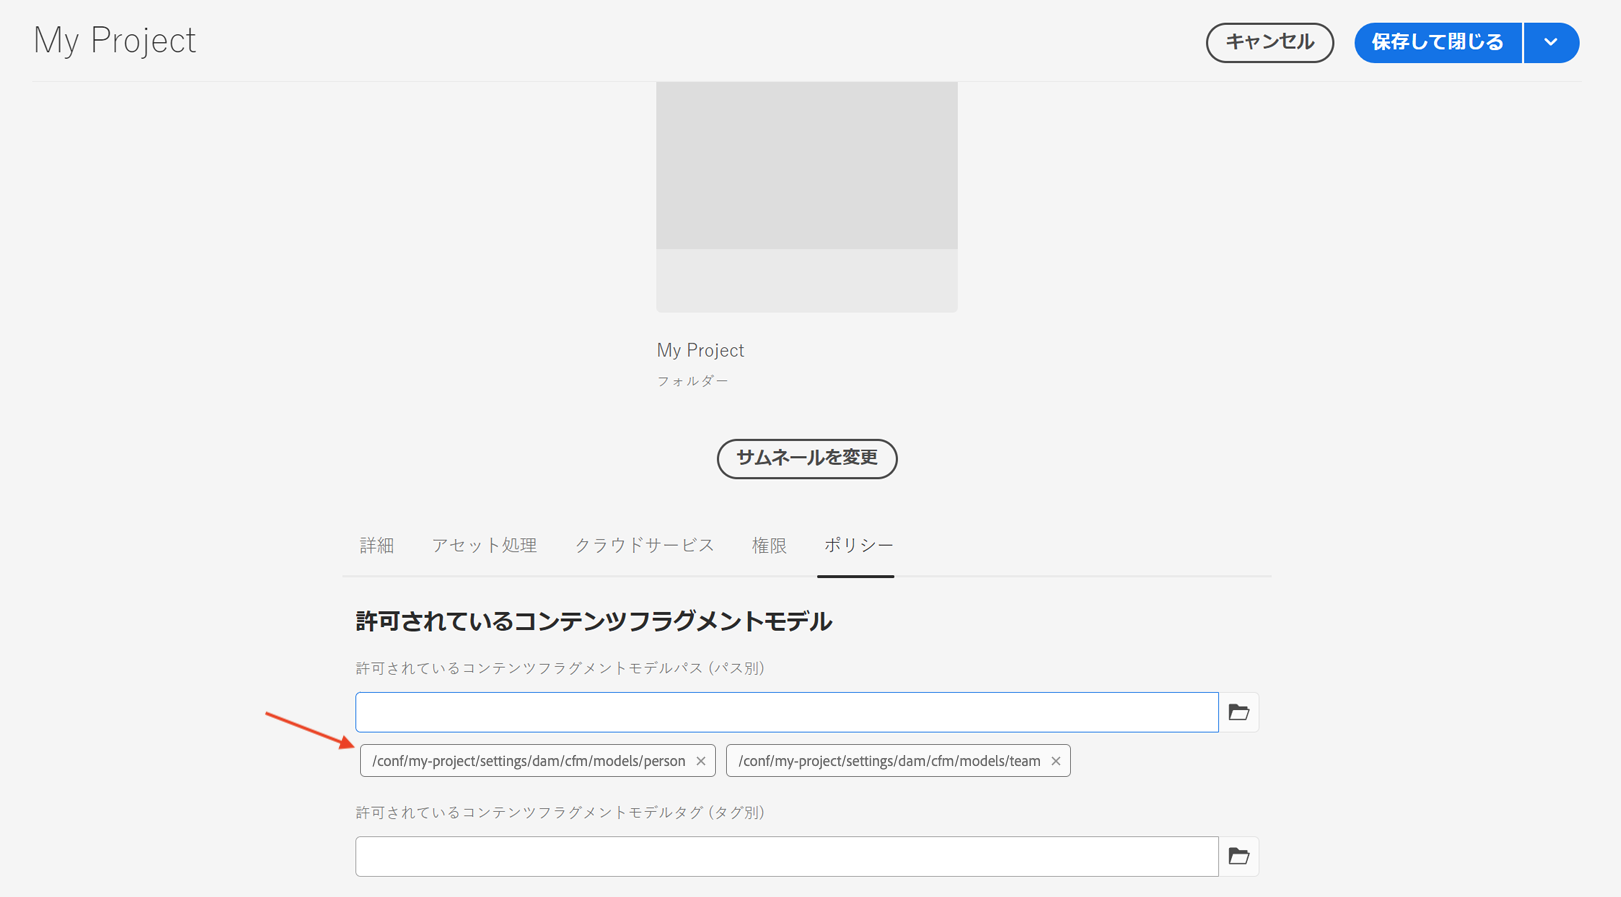 My Project
キャンセル
保存して閉じる
My Project
フォルダー
サムネールを変更
詳細 アセット処理 クラウドサービス 権限 ポリシー
許可されているコンテンツフラグメントモデル
許可されているコンテンツフラグメントモデルパス (パス別)
/conf/my-project/settings/dam/cfm/models/person × /conf/my-project/settings/dam/cfm/models/team ×
許可されているコンテンツフラグメントモデルタグ (タグ別)